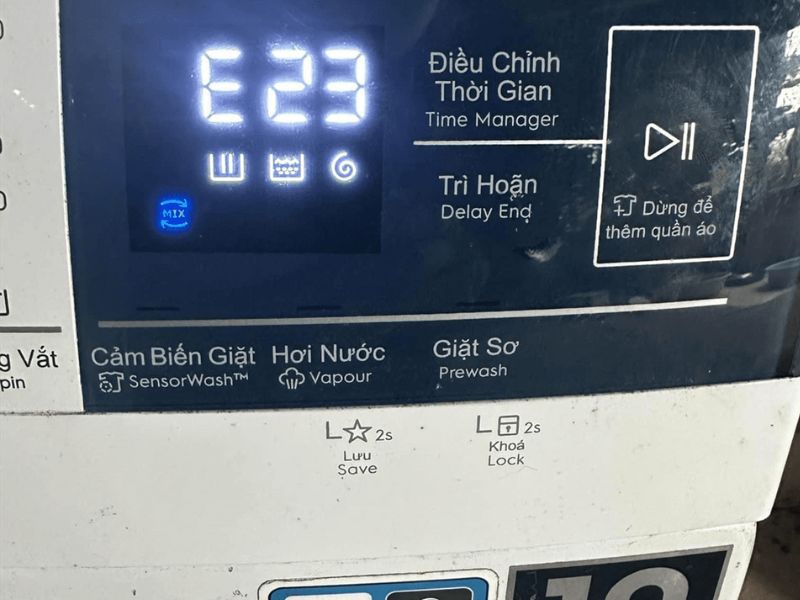 E23
MIX
Điều Chỉnh
Thời Gian
Time Manager
Trì Hoãn
Delay End
Dừng để
thêm quần áo
g Vắt
pin
Cảm Biến Giặt
SensorWash™
Hơi Nước
Vapour
Giặt Sơ
Prewash
2s
Lưu
Save
2s
Khoá
Lock
10